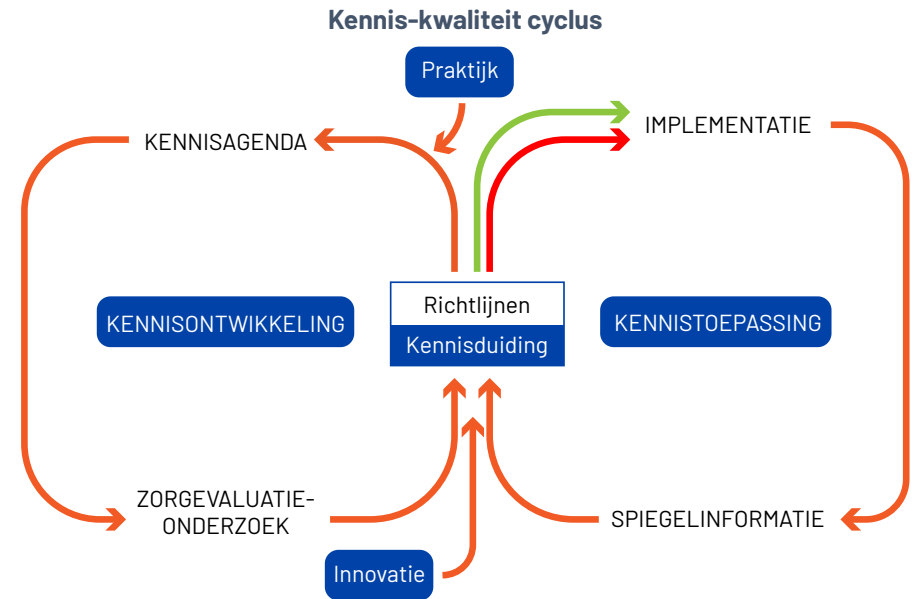 Kennis-kwaliteit cyclus
Praktijk
KENNISAGENDA
IMPLEMENTATIE
KENNISONTWIKKELING
Richtlijnen
Kennisduiding
KENNISTOEPASSING
ZORGEVALUATIE-
ONDERZOEK
SPIEGELINFORMATIE
Innovatie